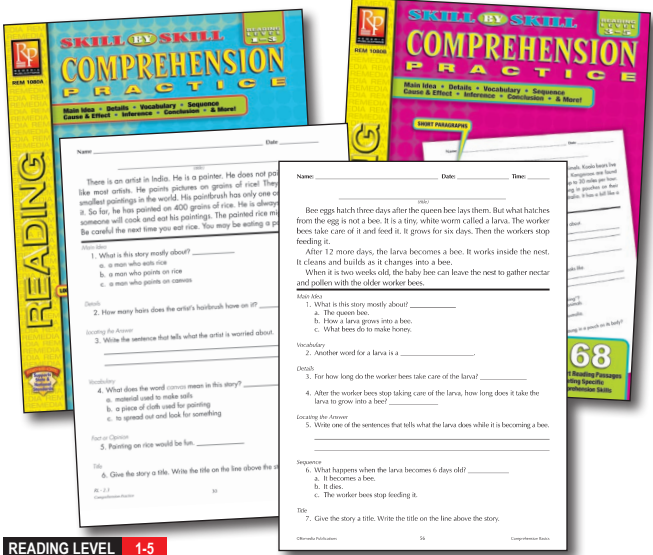 SKILL BY SKILL
READING LEVEL
1-3
REM 1080A
COMPREHENSION
PRACTICE
Main Idea • Details • Vocabulary • Sequence
Cause & Effect • Inference • Conclusion • & More!
READING
SKILL BY SKILL
READING LEVEL
3-5
REM 1080B
COMPREHENSION
PRACTICE
Main Idea • Details • Vocabulary • Sequence
Cause & Effect • Inference • Conclusion • & More!
SHORT PARAGRAPHS
68
Reading Passages
Specific
Comprehension Skills
Name
Date
(title)
There is an artist in India. He is a painter. He does not
like most artists. He paints pictures on grains of rice! They
smallest paintings in the world. His paintbrush has only one
it. So far, he has painted on 400 grains of rice. He is always
someone will cook and eat his paintings. The painted rice
Be careful the next time you eat rice. You may be eating a
Main Idea
1. What is this story mostly about?
a. a man who eats rice
b. a man who paints on rice
c. a man who paints on canvas
Details
2. How many hairs does the artist's hairbrush have on it?
Locating the Answer
3. Write the sentence that tells what the artist is worried about.
Vocabulary
4. What does the word canvas mean in this story?
a. material used to make sails
b. a piece of cloth used for painting
c. to spread out and look for something
Fact or Opinion
5. Painting on rice would be fun.
Title
6. Give the story a title. Write the title on the line above the
Name: Date: Time:
(title)
Bee eggs hatch three days after the queen bee lays them. But what hatches
from the egg is not a bee. It is a tiny, white worm called a larva. The worker
bees take care of it and feed it. It grows for six days. Then the workers stop
feeding it.
After 12 more days, the larva becomes a bee. It works inside the nest.
It cleans and builds as it changes into a bee.
When it is two weeks old, the baby bee can leave the nest to gather nectar
and pollen with the older worker bees.
Main Idea
1. What is this story mostly about?
a. The queen bee.
b. How a larva grows into a bee.
c. What bees do to make honey.
Vocabulary
2. Another word for a larva is a .
Details
3. For how long do the worker bees take care of the larva?
4. After the worker bees stop taking care of the larva, how long does it take the
larva to grow into a bee?
Locating the Answer
5. Write one of the sentences that tells what the larva does while it is becoming a bee.
Sequence
6. What happens when the larva becomes 6 days old?
a. It becomes a bee.
b. It dies.
c. The worker bees stop feeding it.
Title
7. Give the story a title. Write the title on the line above the story.
©Remedia Publications 56 Comprehension Basics
READING LEVEL 1-5